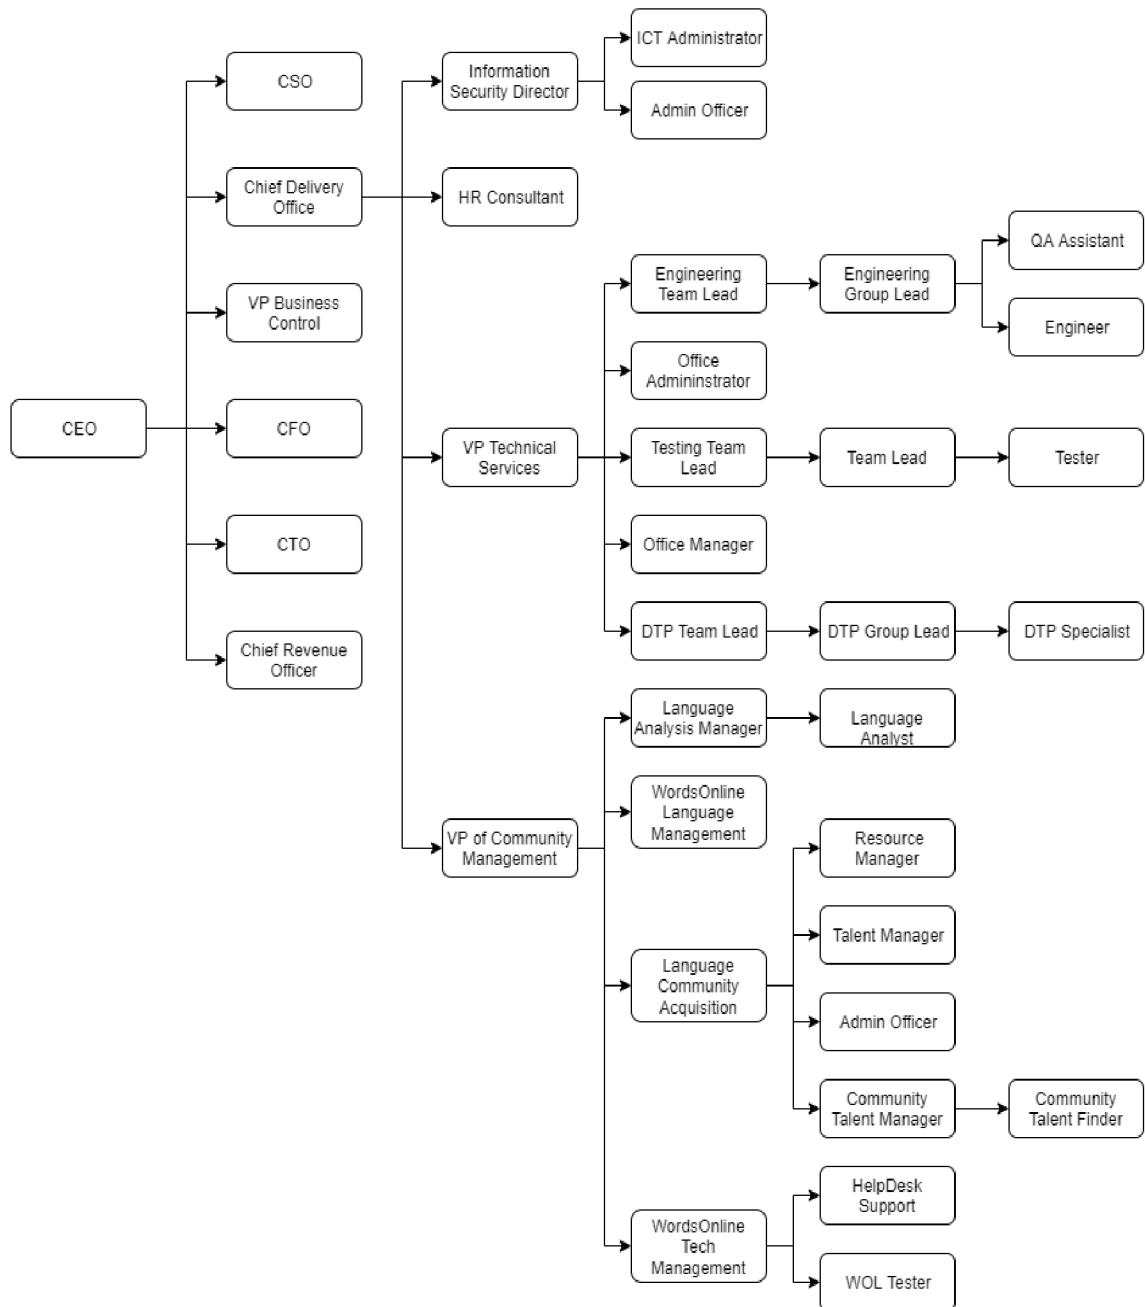 ICT Administrator
CSO
Information
Security Director
Admin Officer
Chief Delivery
Office
HR Consultant
QA Assistant
Engineering
Team Lead
Engineering
Group Lead
VP Business
Control
Engineer
Office
Admininstrator
CEO
CFO
VP Technical
Services
Testing Team
Lead
Team Lead
Tester
CTO
Office Manager
Chief Revenue
Officer
DTP Team Lead
DTP Group Lead
DTP Specialist
Language
Analysis Manager
Language
Analyst
WordsOnline
Language
Management
VP of Community
Management
Resource
Manager
Talent Manager
Language
Community
Acquisition
Admin Officer
Community
Talent Manager
Community
Talent Finder
HelpDesk
Support
WordsOnline
Tech
Management
WOL Tester